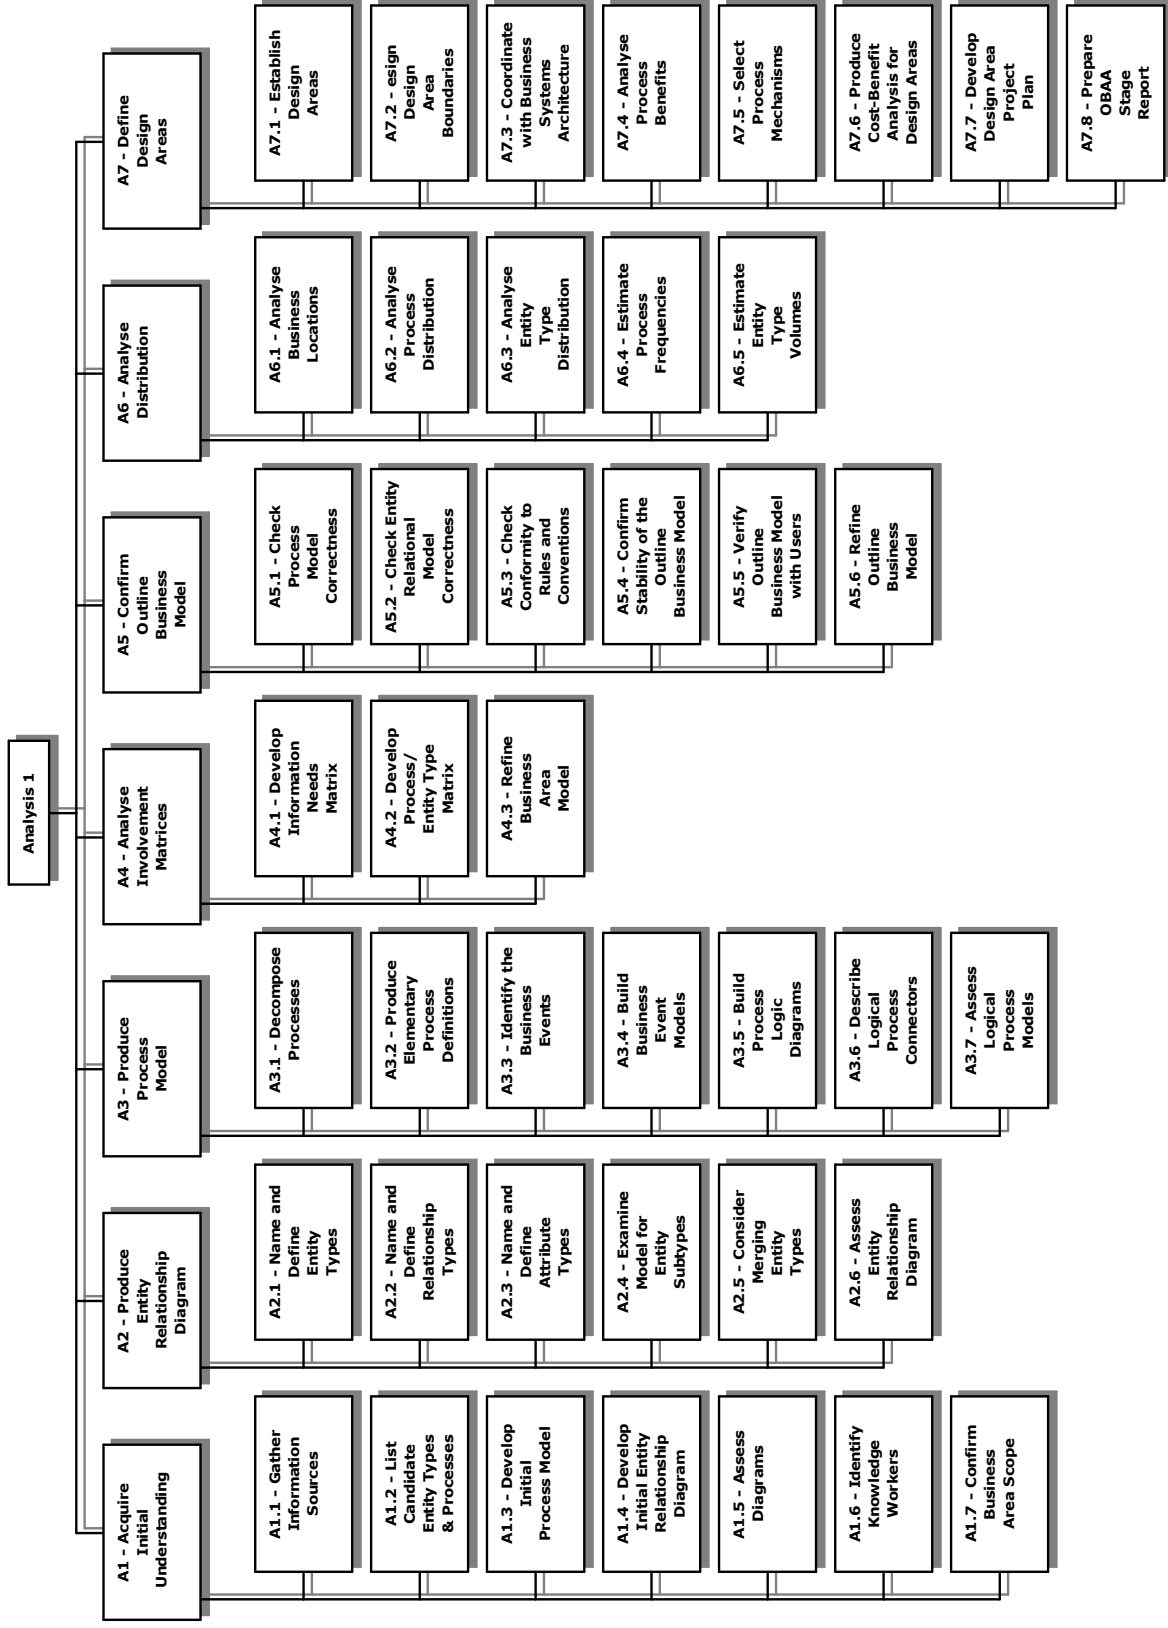 Analysis 1
A1 - Acquire
Initial
Understanding
A1.1 - Gather
Information
Sources
A1.2 - List
Candidate
Entity Types
& Processes
A1.3 - Develop
Initial
Process Model
A1.4 - Develop
Initial Entity
Relationship
Diagram
A1.5 - Assess
Diagrams
A1.6 - Identify
Knowledge
Workers
A1.7 - Confirm
Business
Area Scope
A2 - Produce
Entity
Relationship
Diagram
A2.1 - Name and
Define
Entity
Types
A2.2 - Name and
Define
Relationship
Types
A2.3 - Name and
Define
Attribute
Types
A2.4 - Examine
Model for
Entity
Subtypes
A2.5 - Consider
Merging
Entity
Types
A2.6 - Assess
Entity
Relationship
Diagram
A3 - Produce
Process
Model
A3.1 - Decompose
Processes
A3.2 - Produce
Elementary
Process
Definitions
A3.3 - Identify the
Business
Events
A3.4 - Build
Business
Event
Models
A3.5 - Build
Process
Logic
Diagrams
A3.6 - Describe
Logical
Process
Connectors
A3.7 - Assess
Logical
Process
Models
A4 - Analyse
Involvement
Matrices
A4.1 - Develop
Information
Needs
Matrix
A4.2 - Develop
Process/
Entity Type
Matrix
A4.3 - Refine
Business
Area
Model
A5 - Confirm
Outline
Business
Model
A5.1 - Check
Process
Model
Correctness
A5.2 - Check Entity
Relational
Model
Correctness
A5.3 - Check
Conformity to
Rules and
Conventions
A5.4 - Confirm
Stability of the
Outline
Business Model
A5.5 - Verify
Outline
Business Model
with Users
A5.6 - Refine
Outline
Business
Model
A6 - Analyse
Distribution
A6.1 - Analyse
Business
Locations
A6.2 - Analyse
Process
Distribution
A6.3 - Analyse
Entity
Type
Distribution
A6.4 - Estimate
Process
Frequencies
A6.5 - Estimate
Entity
Type
Volumes
A7 - Define
Design
Areas
A7.1 - Establish
Design
Areas
A7.2 - esign
Design
Area
Boundaries
A7.3 - Coordinate
with Business
Systems
Architecture
A7.4 - Analyse
Process
Benefits
A7.5 - Select
Process
Mechanisms
A7.6 - Produce
Cost-Benefit
Analysis for
Design Areas
A7.7 - Develop
Design Area
Project
Plan
A7.8 - Prepare
OBAA
Stage
Report